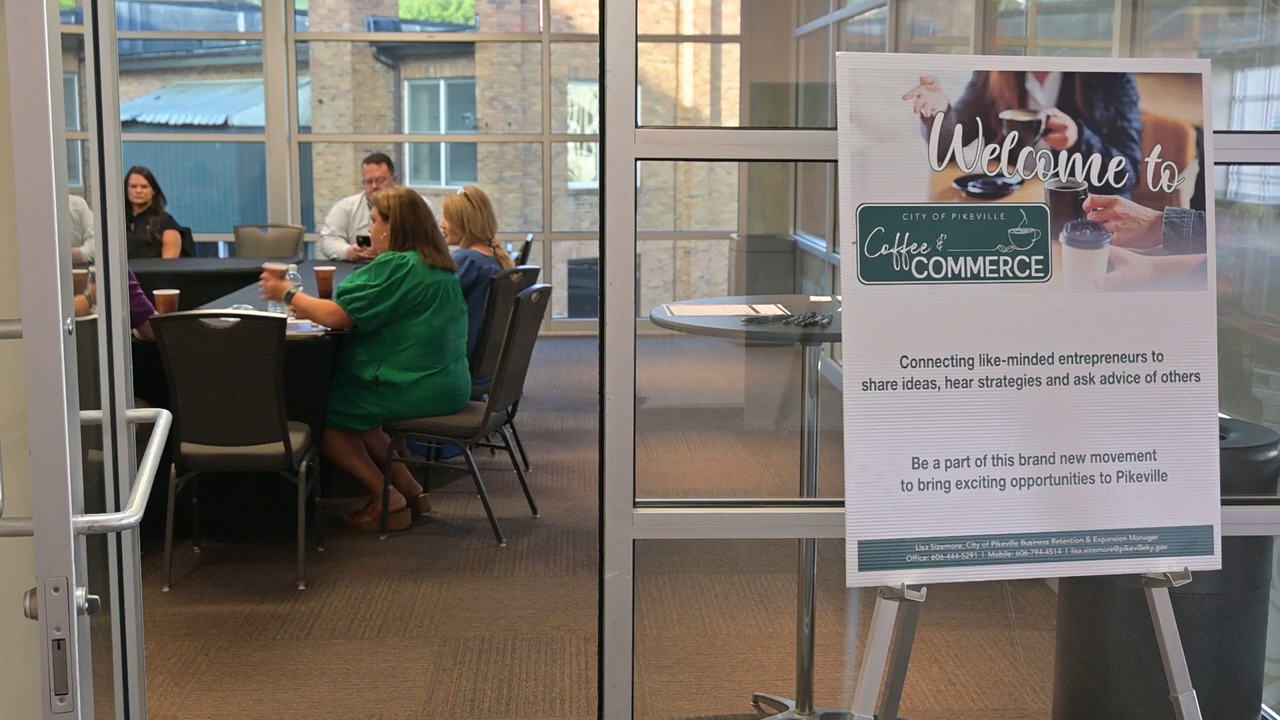 Welcome to
CITY OF PIKEVILLE
Coffee &
COMMERCE
Connecting like-minded entrepreneurs to
share ideas, hear strategies and ask advice of others
Be a part of this brand new movement
to bring exciting opportunities to Pikeville
Lisa Sizemore, City of Pikeville Business Retention & Expansion Manager
Office: 606-444-5291 | Mobile: 606-794-4514 | lisa.sizemore@pikevilleky.gov